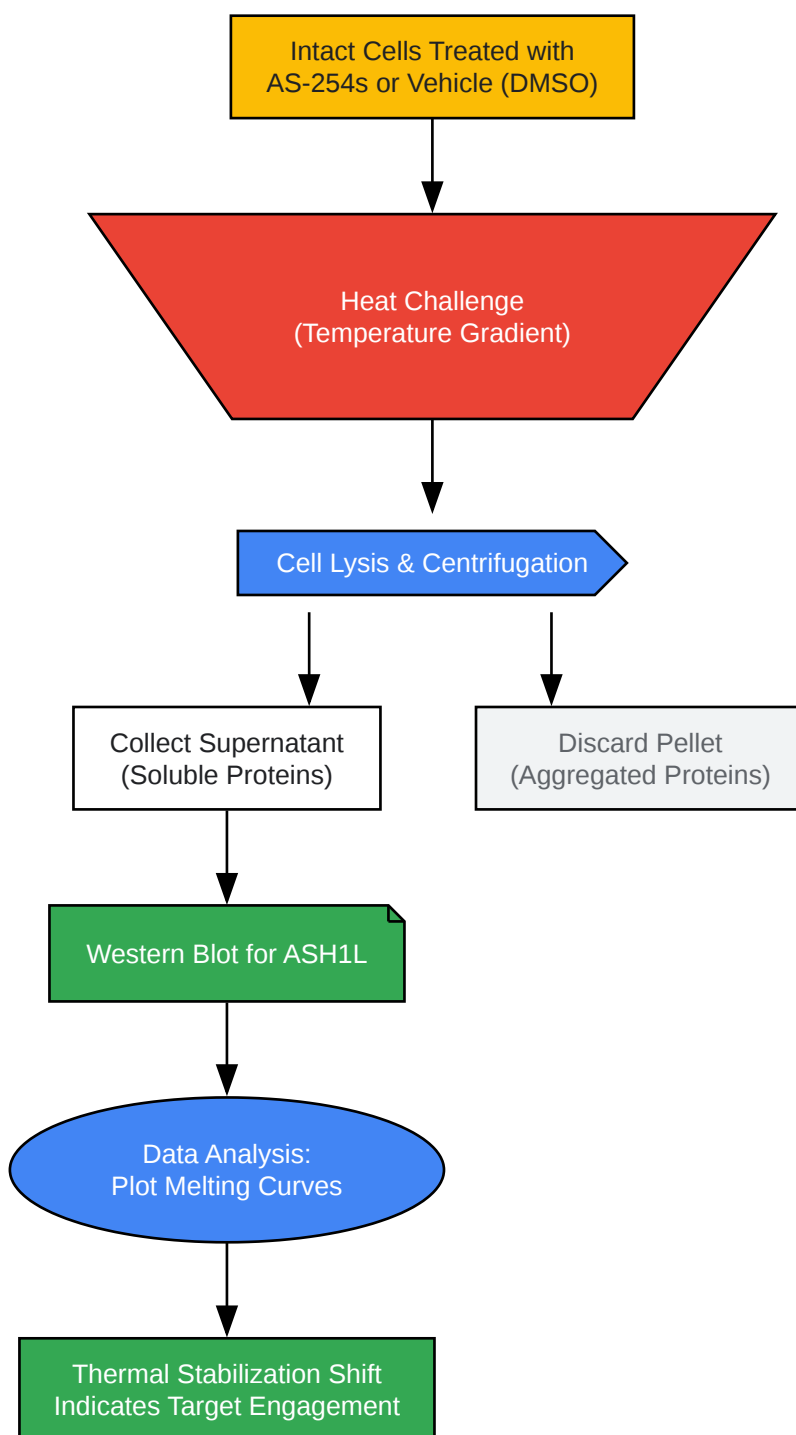 Intact Cells Treated with
AS-254s or Vehicle (DMSO)
Heat Challenge
(Temperature Gradient)
Cell Lysis & Centrifugation
Collect Supernatant
(Soluble Proteins)
Discard Pellet
(Aggregated Proteins)
Western Blot for ASH1L
Data Analysis:
Plot Melting Curves
Thermal Stabilization Shift
Indicates Target Engagement